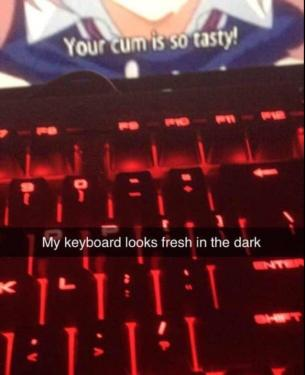 Your cum is so tasty!
F8 F9 F10 F11 F12
My keyboard looks fresh in the dark
K L ENTER
SHIFT